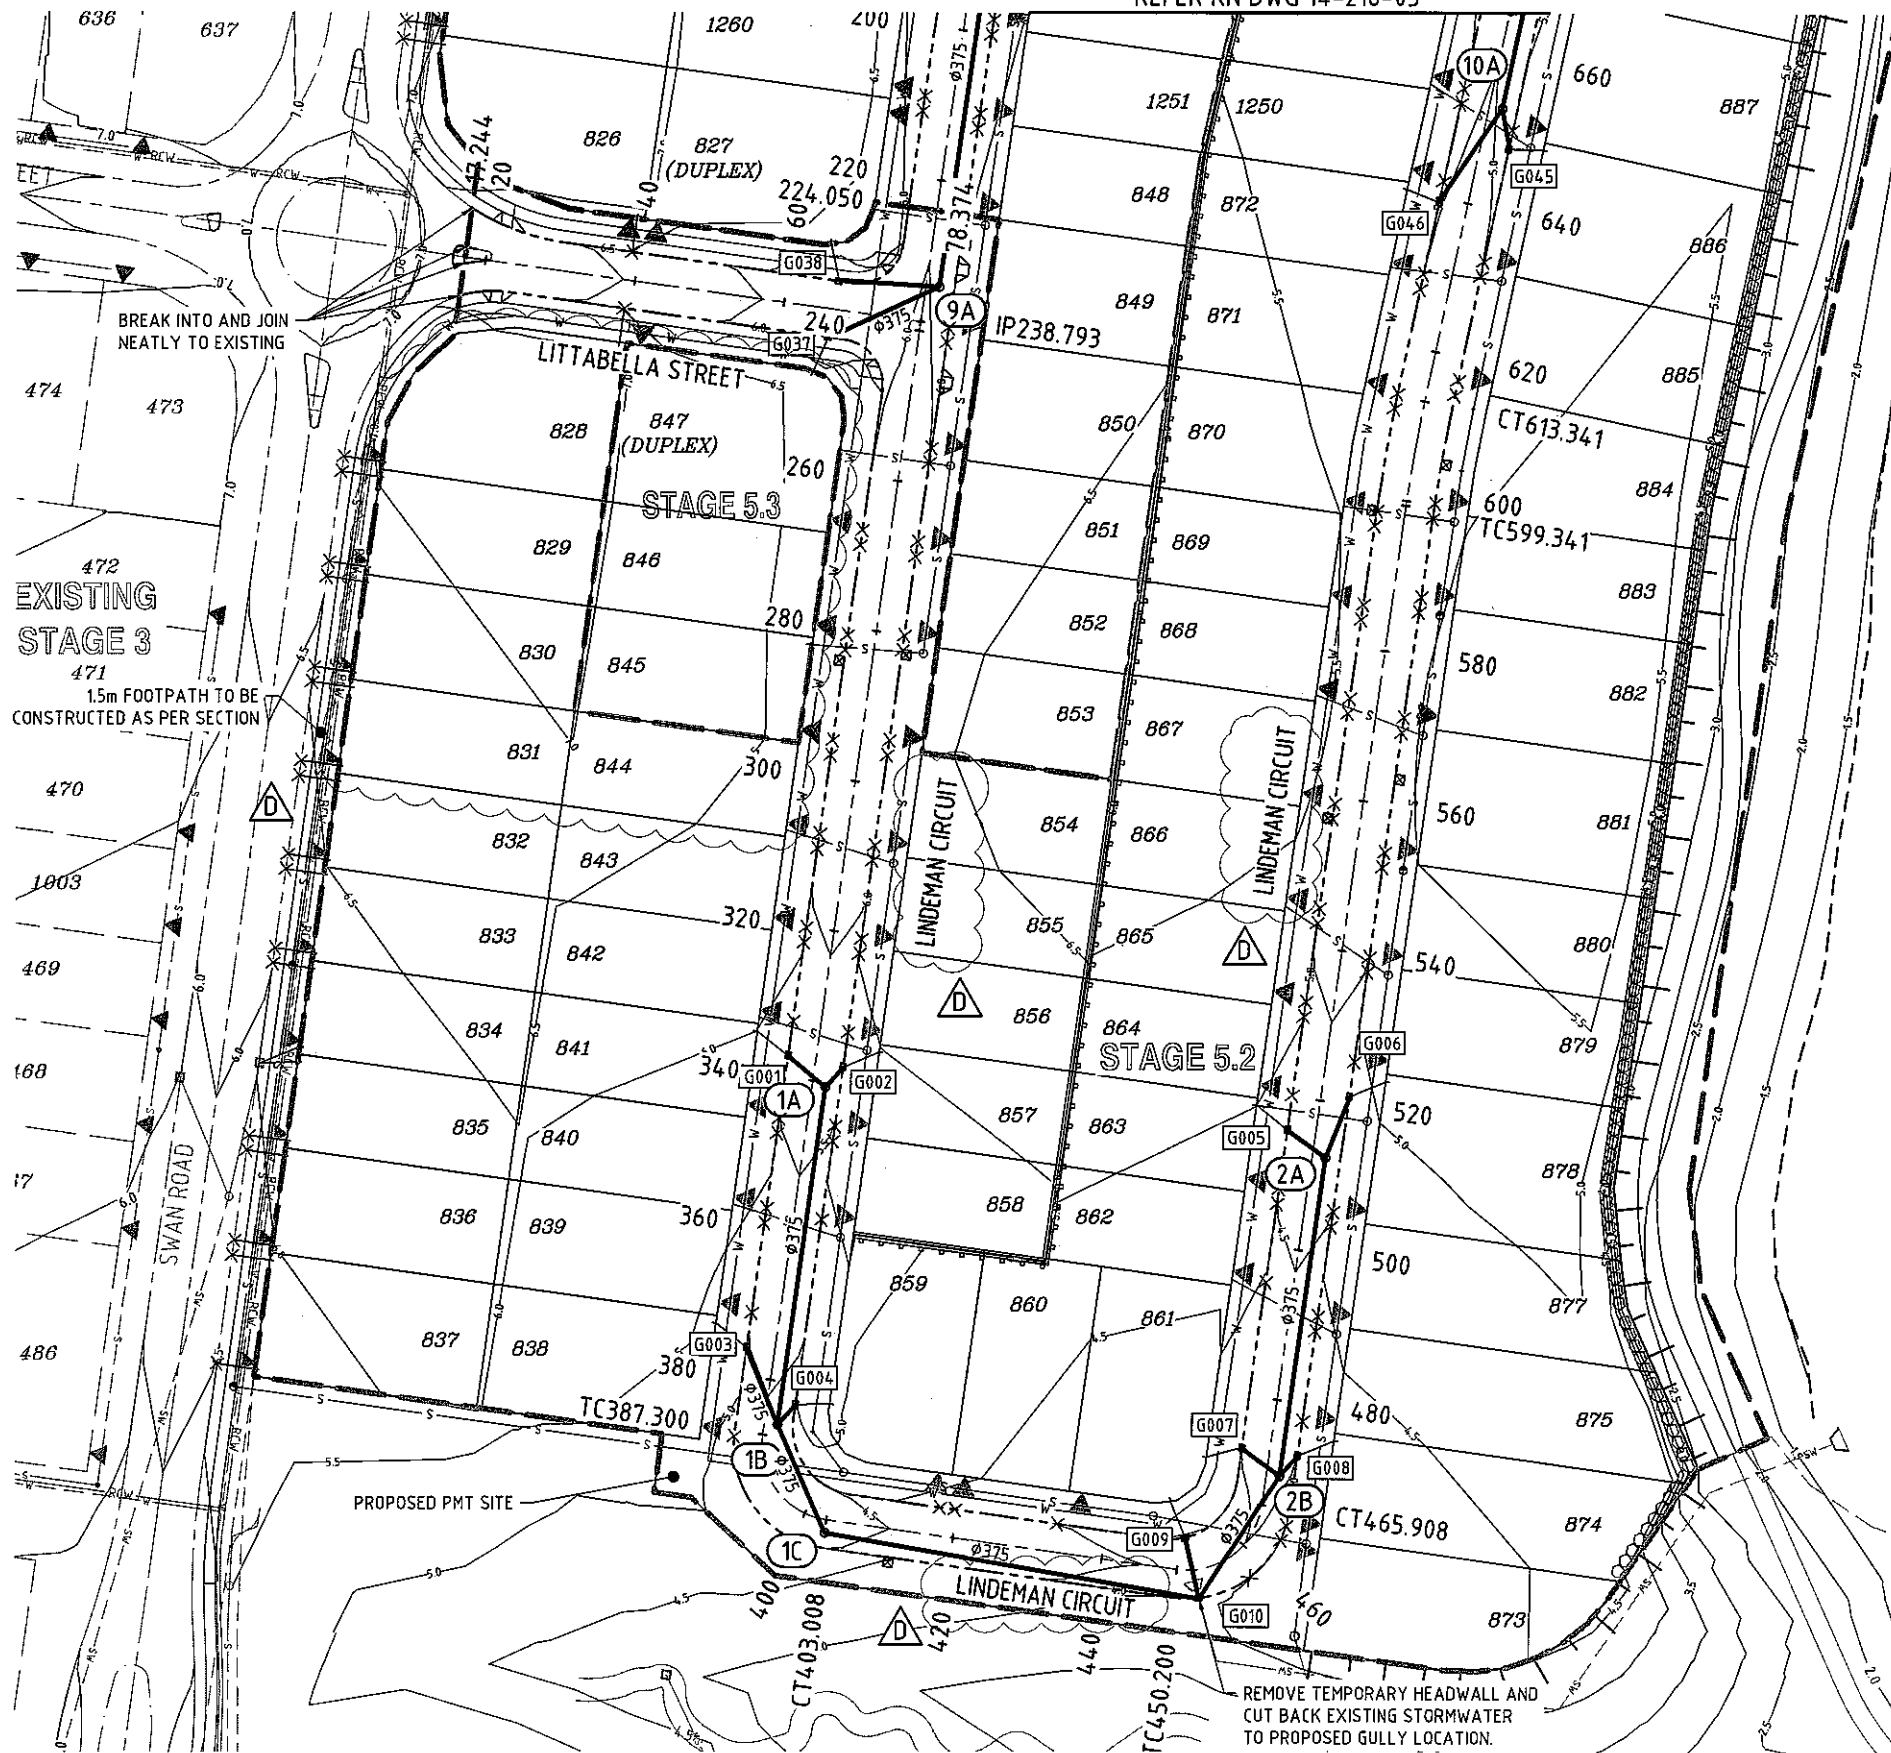 REFER RN DWG 14-216-05
636
637
1260
200
Ø375
10A
660
887
1251
1250
826
827
(DUPLEX)
220
224.050
17.244
120
40
60
848
872
G045
G046
640
886
G038
78.374
9A
849
871
IP238.793
BREAK INTO AND JOIN
NEATLY TO EXISTING
240
Ø375
G037
LITTABELLA STREET
620
885
474
473
828
847
(DUPLEX)
850
870
CT613.341
260
STAGE 5.3
884
600
TC599.341
829
846
851
869
472
EXISTING
STAGE 3
471
883
280
852
868
830
845
580
882
1.5m FOOTPATH TO BE
CONSTRUCTED AS PER SECTION
853
867
831
844
300
LINDEMAN CIRCUIT
LINDEMAN CIRCUIT
470
D
832
843
854
866
560
881
1003
320
833
842
855
865
D
880
540
469
D
834
841
856
864
STAGE 5.2
G006
879
340
G001
G002
1A
835
840
857
863
520
G005
2A
878
SWAN ROAD
836
839
360
858
862
Ø375
500
859
860
861
Ø375
877
486
837
838
G003
380
G004
TC387.300
Ø375
480
875
G007
1B
Ø375
G008
2B
PROPOSED PMT SITE
CT465.908
874
G009
Ø375
1C
Ø375
LINDEMAN CIRCUIT
400
CT403.008
D
420
440
TC450.200
G010
460
873
REMOVE TEMPORARY HEADWALL AND
CUT BACK EXISTING STORMWATER
TO PROPOSED GULLY LOCATION.